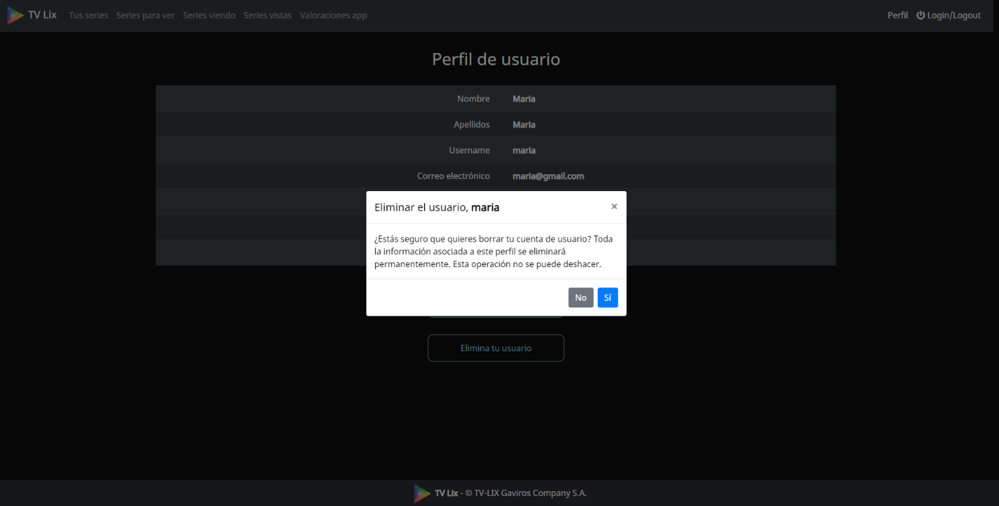 TV Lix Tus series Series para ver Series viendo Series vistas Valoraciones app Perfil Login/Logout
Perfil de usuario
Nombre Maria
Apellidos Maria
Username maria
Correo electrónico maria@gmail.com
Eliminar el usuario, maria ×
¿Estás seguro que quieres borrar tu cuenta de usuario? Toda
la información asociada a este perfil se eliminará
permanentemente. Esta operación no se puede deshacer.
No Sí
Elimina tu usuario
TV Lix - © TV-LIX Gaviros Company S.A.